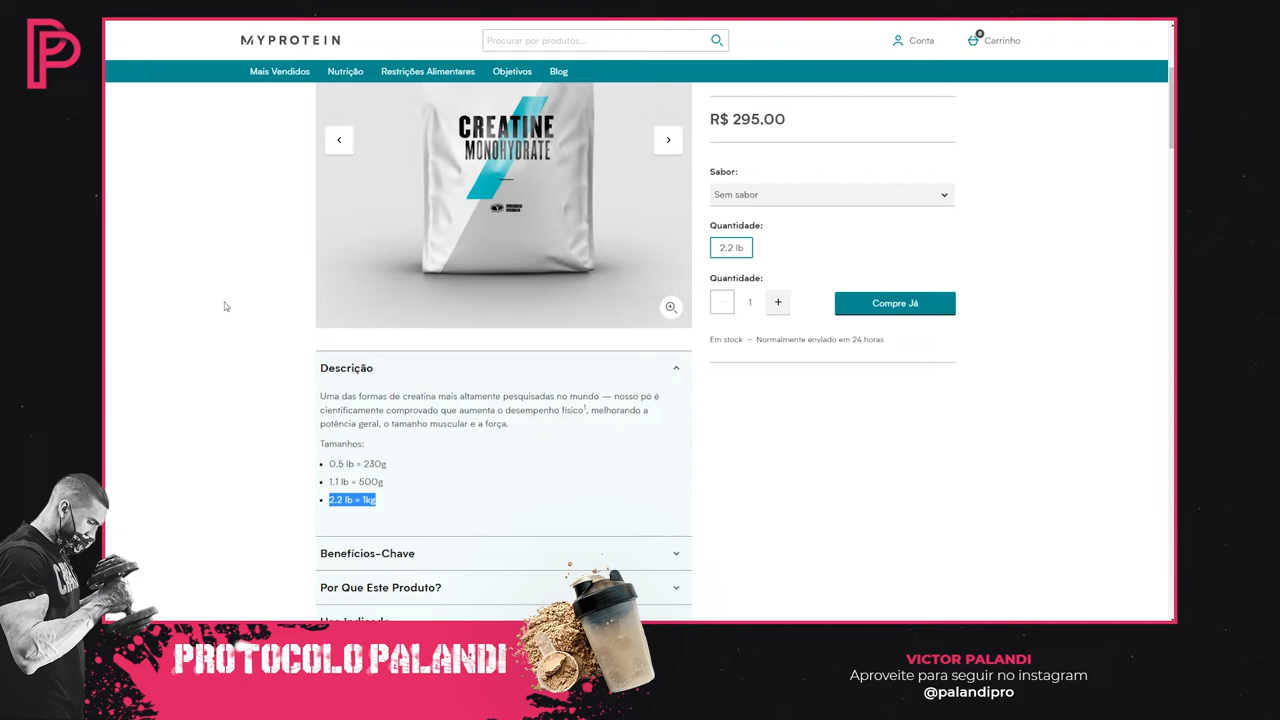 MYPROTEIN
Procurar por produtos...
Conta
0
Carrinho
Mais Vendidos
Nutrição
Restrições Alimentares
Objetivos
Blog
CREATINE
MONOHYDRATE
R$ 295,00
Sabor:
Sem sabor
Quantidade:
2.2 lb
Quantidade:
1
+
Compre Já
Em stock – Normalmente enviado em 24 horas
Descrição
Uma das formas de creatina mais altamente pesquisadas no mundo — nosso pó é
cientificamente comprovado que aumenta o desempenho físico¹, melhorando a
potência geral, o tamanho muscular e a força.
Tamanhos:
• 0.5 lb = 230g
• 1.1 lb = 500g
• 2.2 lb = 1kg
Benefícios-Chave
Por Que Este Produto?
PROTOCOLO PALANDI
VICTOR PALANDI
Aproveite para seguir no instagram
@palandipro